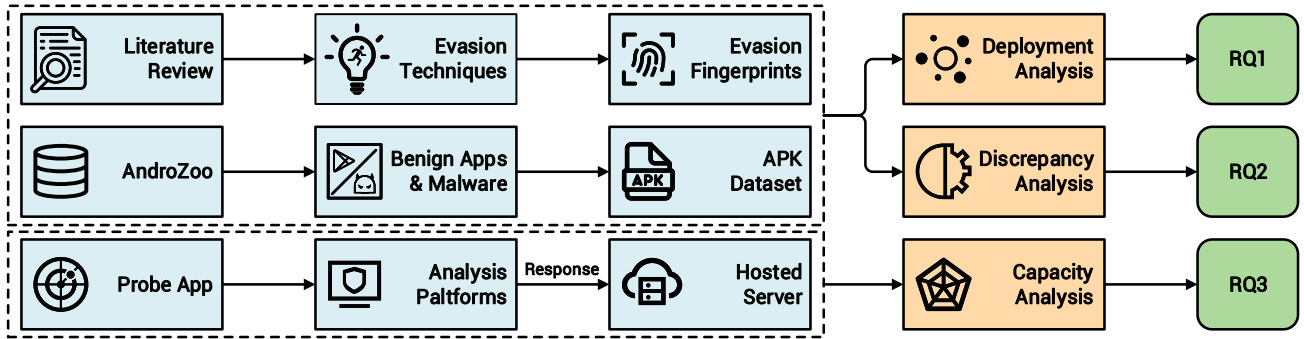 Literature
Review
Evasion
Techniques
Evasion
Fingerprints
Deployment
Analysis
RQ1
AndroZoo
Benign Apps
& Malware
APK
APK
Dataset
Discrepancy
Analysis
RQ2
Probe App
Analysis
Paltforms
Response
Hosted
Server
Capacity
Analysis
RQ3